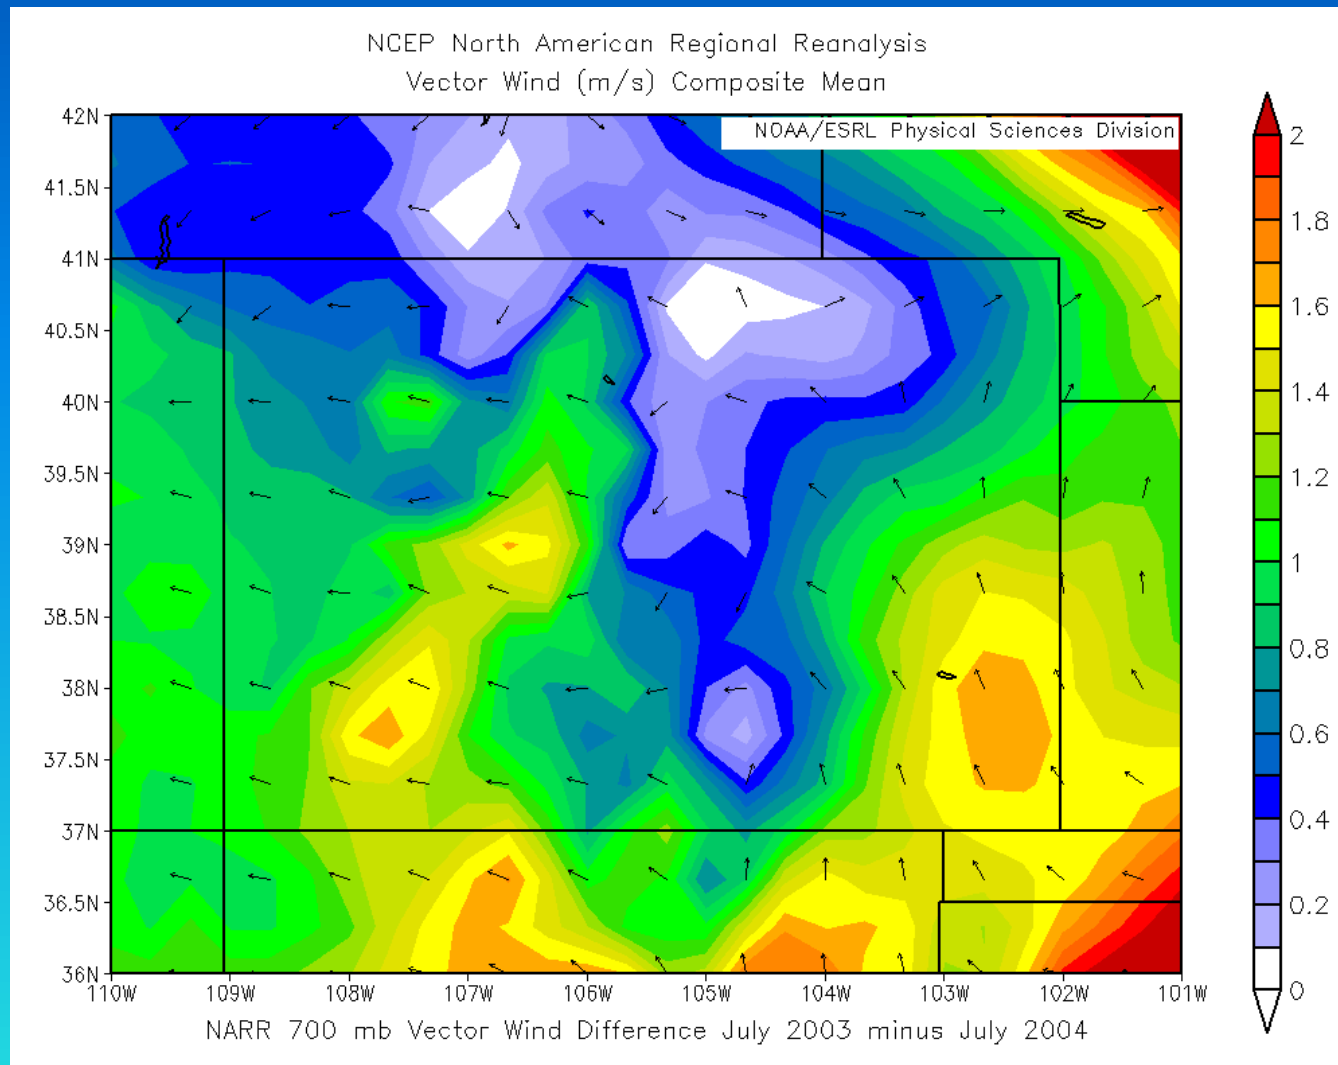 NCEP North American Regional Reanalysis
Vector Wind (m/s) Composite Mean
NOAA/ESRL Physical Sciences Division
42N
41.5N
41N
40.5N
40N
39.5N
39N
38.5N
38N
37.5N
37N
36.5N
36N
110W 109W 108W 107W 106W 105W 104W 103W 102W 101W
2
1.8
1.6
1.4
1.2
1
0.8
0.6
0.4
0.2
0
NARR 700 mb Vector Wind Difference July 2003 minus July 2004